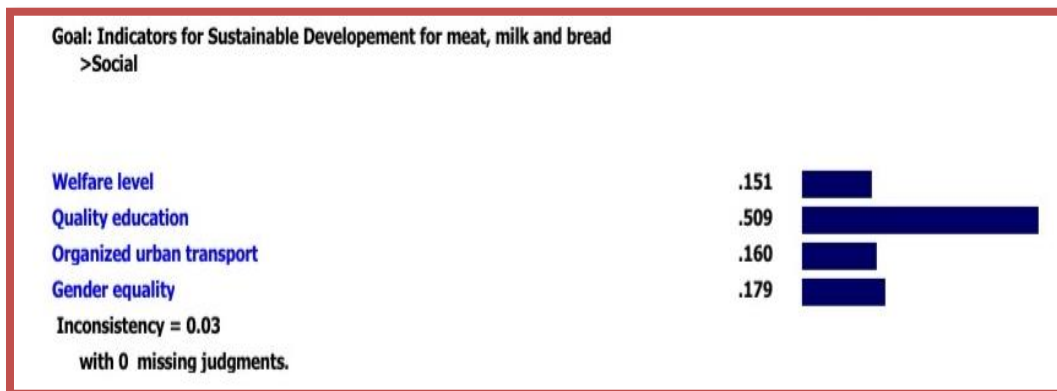 Goal: Indicators for Sustainable Developement for meat, milk and bread
>Social
Welfare level .151
Quality education .509
Organized urban transport .160
Gender equality .179
Inconsistency = 0.03
with 0 missing judgments.